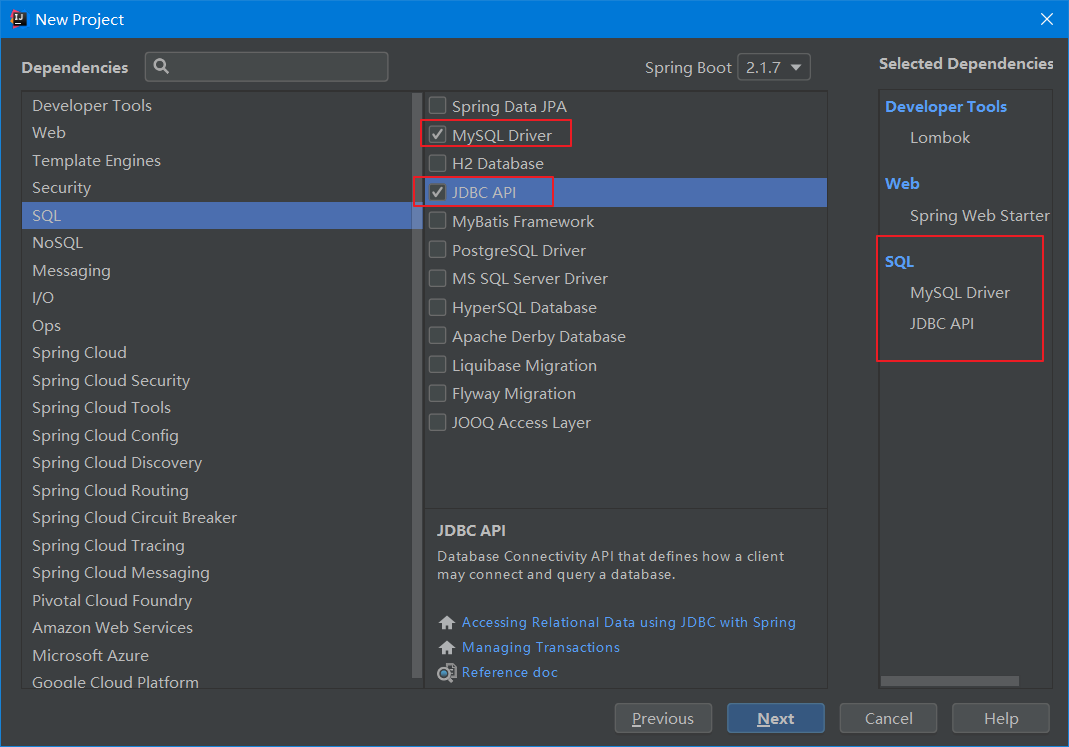 New Project
Dependencies
Spring Boot 2.1.7
Selected Dependencies
Developer Tools
Web
Template Engines
Security
SQL
NoSQL
Messaging
I/O
Ops
Spring Cloud
Spring Cloud Security
Spring Cloud Tools
Spring Cloud Config
Spring Cloud Discovery
Spring Cloud Routing
Spring Cloud Circuit Breaker
Spring Cloud Tracing
Spring Cloud Messaging
Pivotal Cloud Foundry
Amazon Web Services
Microsoft Azure
Google Cloud Platform
Spring Data JPA
MySQL Driver
H2 Database
JDBC API
MyBatis Framework
PostgreSQL Driver
MS SQL Server Driver
HyperSQL Database
Apache Derby Database
Liquibase Migration
Flyway Migration
JOOQ Access Layer
JDBC API
Database Connectivity API that defines how a client
may connect and query a database.
Accessing Relational Data using JDBC with Spring
Managing Transactions
Reference doc
Developer Tools
Lombok
Web
Spring Web Starter
SQL
MySQL Driver
JDBC API
Previous
Next
Cancel
Help